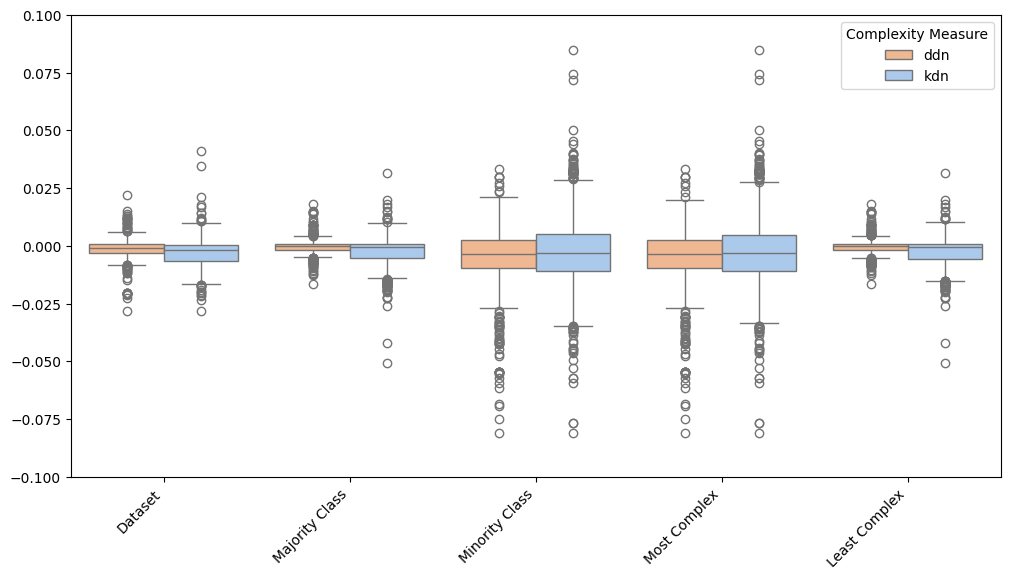 0.100
0.075
0.050
0.025
0.000
−0.025
−0.050
−0.075
−0.100
Complexity Measure
ddn
kdn
Dataset
Majority Class
Minority Class
Most Complex
Least Complex